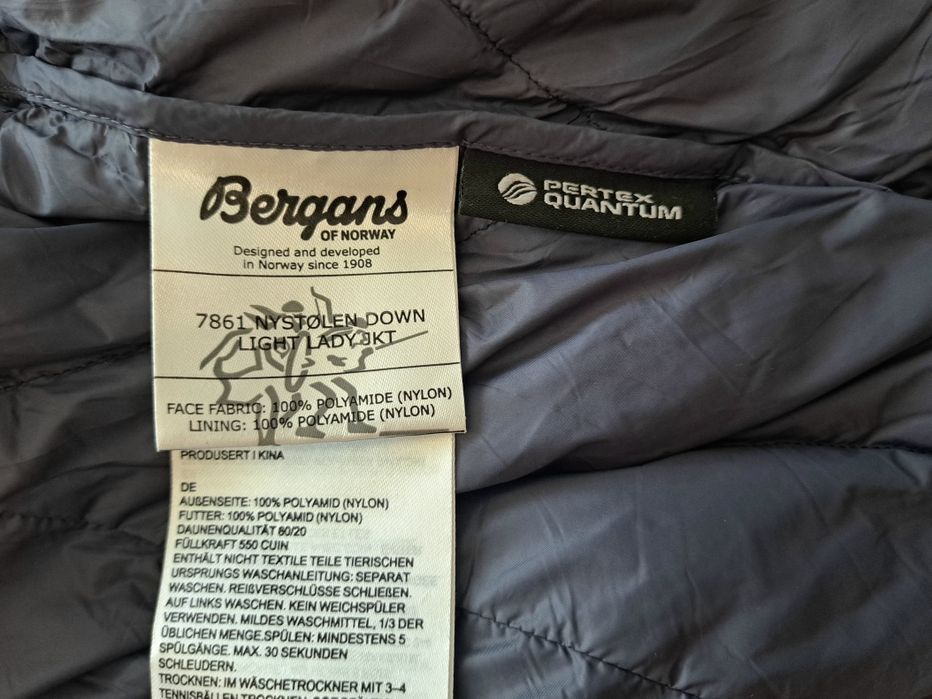 Bergans
OF NORWAY
Designed and developed
in Norway since 1908
7861 NYSTØLEN DOWN
LIGHT LADY JKT
FACE FABRIC: 100% POLYAMIDE (NYLON)
LINING: 100% POLYAMIDE (NYLON)
PERTEX
QUANTUM
PRODUSERT I KINA
DE
AUßENSEITE: 100% POLYAMID (NYLON)
FUTTER: 100% POLYAMID (NYLON)
DAUNENQUALITÄT 80/20
FÜLLKRAFT 550 CUIN
ENTHÄLT NICHT TEXTILE TEILE TIERISCHEN
URSPRUNGS WASCHANLEITUNG: SEPARAT
WASCHEN. REIßVERSCHLÜSSE SCHLIEßEN.
AUF LINKS WASCHEN. KEIN WEICHSPÜLER
VERWENDEN. MILDES WASCHMITTEL, 1/3 DER
ÜBLICHEN MENGE.SPÜLEN: MINDESTENS 5
SPÜLGÄNGE. MAX. 30 SEKUNDEN
SCHLEUDERN.
TROCKNEN: IM WÄSCHETROCKNER MIT 3–4
TENNISBÄLLEN TROCKNEN